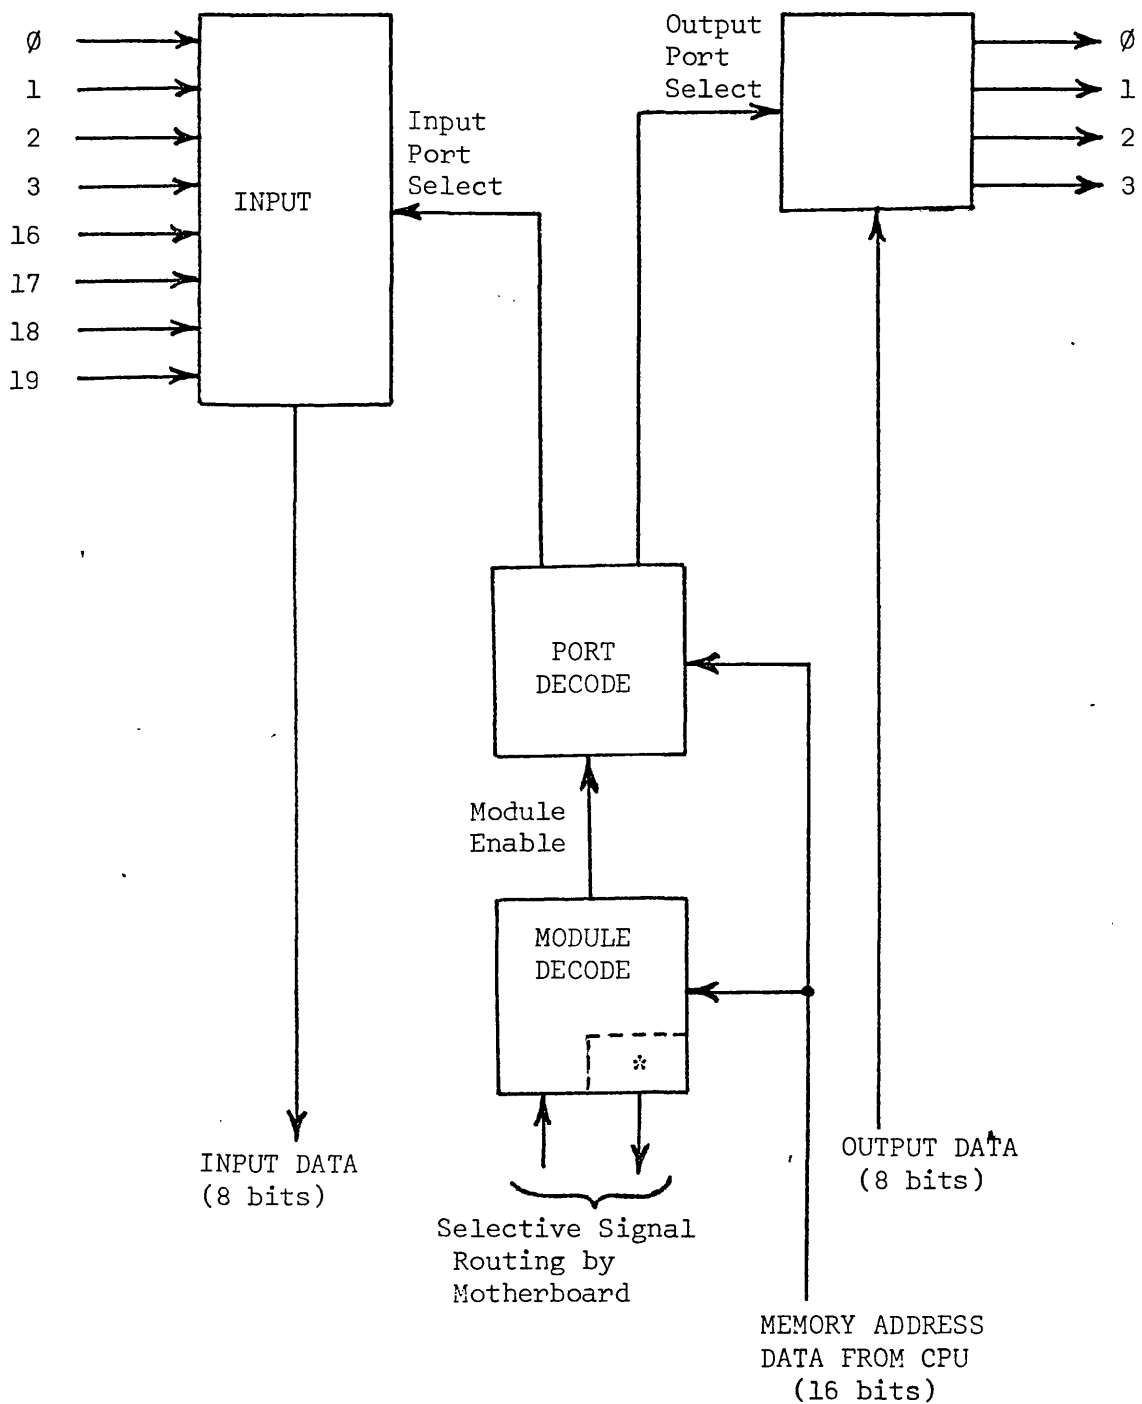 Ø
1
2
3
16
17
18
19
INPUT
Input
Port
Select
Output
Port
Select
Ø
1
2
3
PORT
DECODE
Module
Enable
MODULE
DECODE
*
INPUT DATA
(8 bits)
Selective Signal
Routing by
Motherboard
OUTPUT DATA
(8 bits)
MEMORY ADDRESS
DATA FROM CPU
(16 bits)